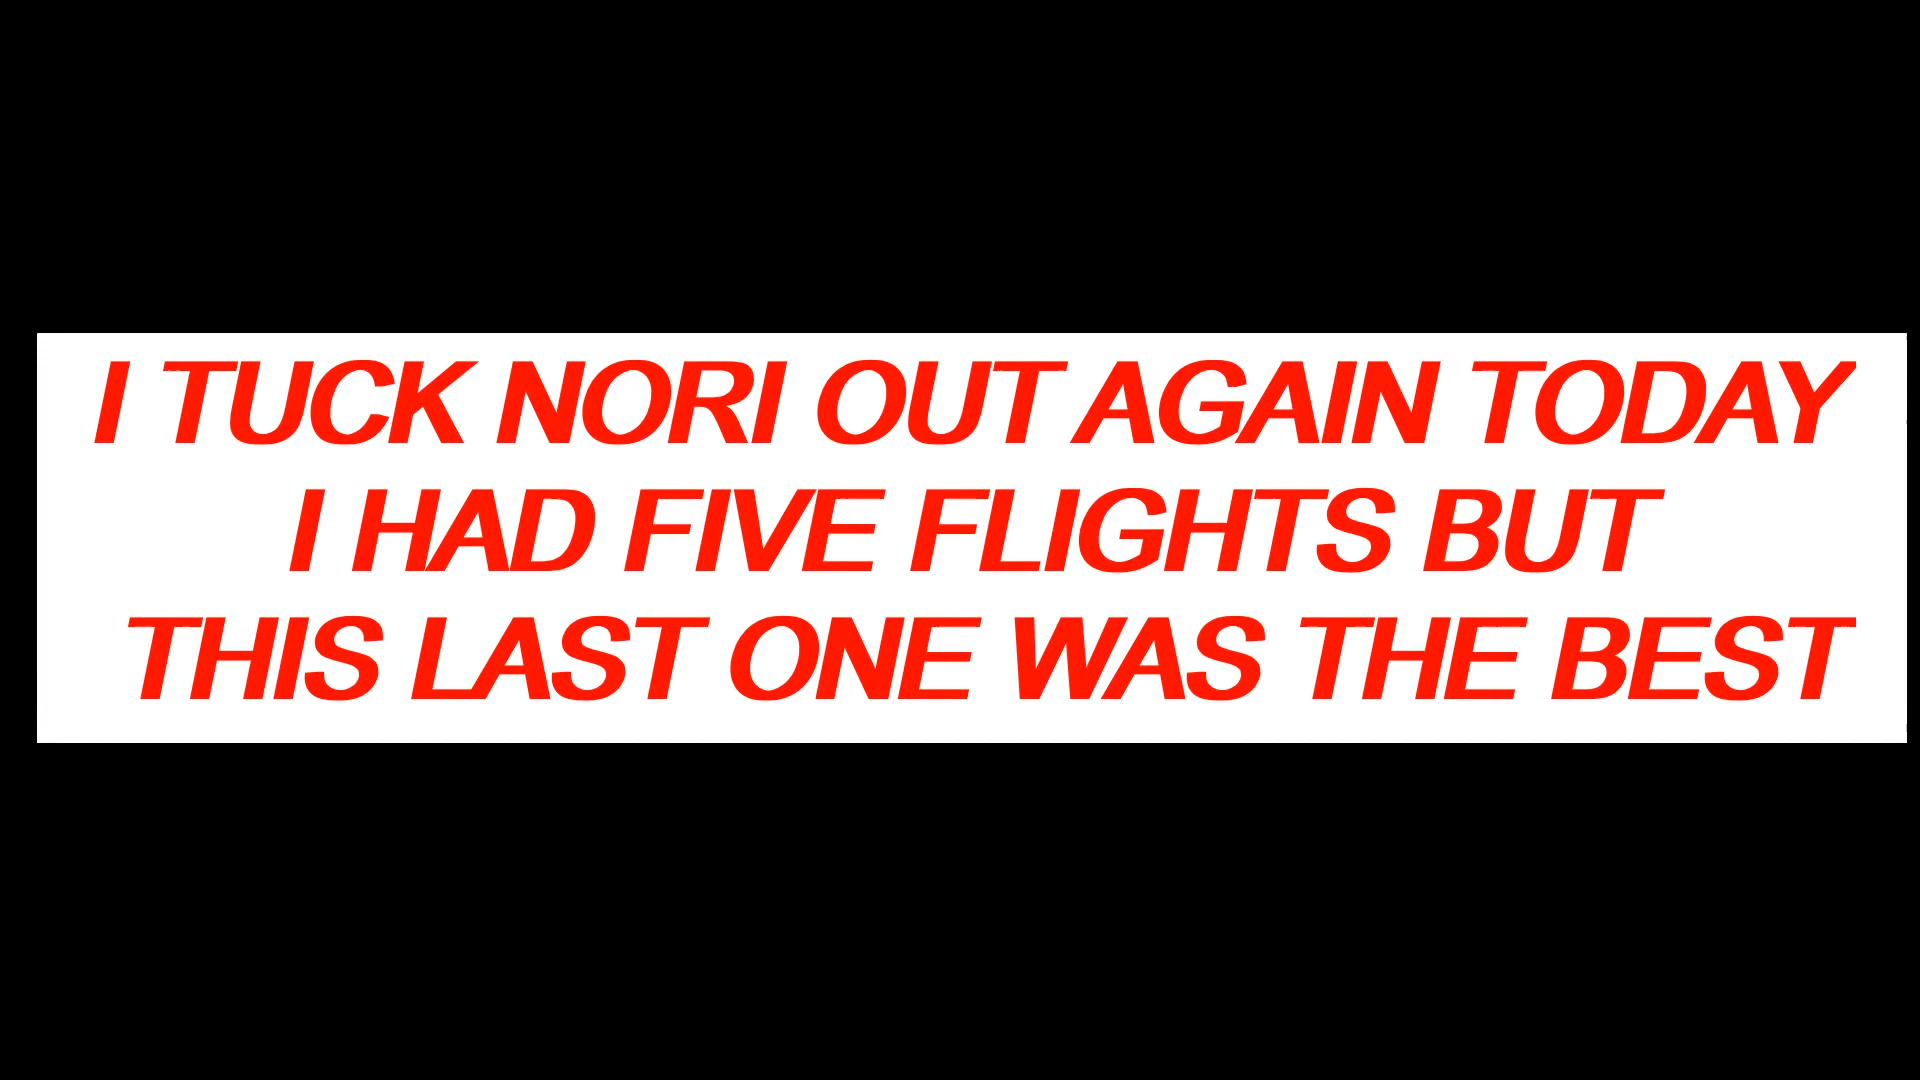 I TUCK NORI OUT AGAIN TODAY
I HAD FIVE FLIGHTS BUT
THIS LAST ONE WAS THE BEST